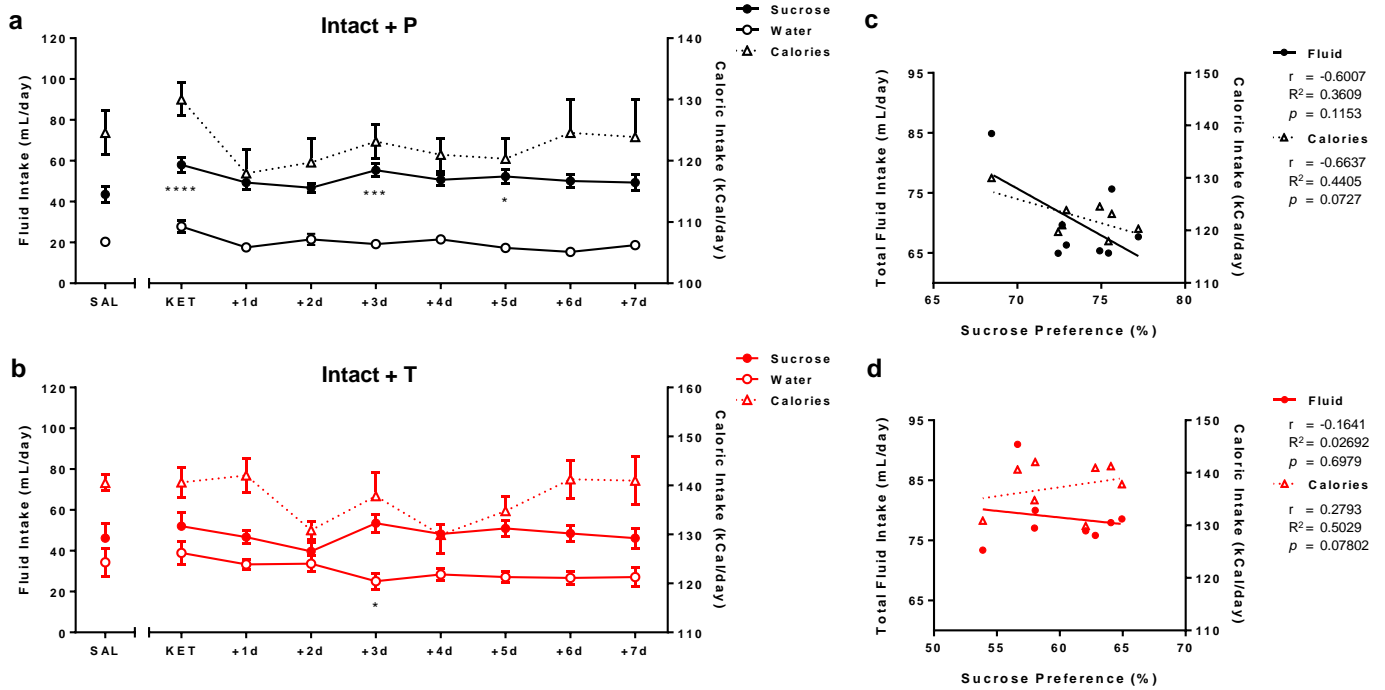 a
Intact + P
Sucrose
Water
Calories
Fluid Intake (mL/day)
120
100
80
60
40
20
0
Caloric Intake (kCal/day)
140
130
120
110
100
****
***
*
SAL KET +1d +2d +3d +4d +5d +6d +7d
b
Intact + T
Sucrose
Water
Calories
Fluid Intake (mL/day)
120
100
80
60
40
20
0
Caloric Intake (kCal/day)
160
150
140
130
120
110
*
SAL KET +1d +2d +3d +4d +5d +6d +7d
c
Total Fluid Intake (mL/day)
95
85
75
65
Caloric Intake (kCal/day)
150
140
130
120
110
65 70 75 80
Sucrose Preference (%)
Fluid
r = -0.6007
R2 = 0.3609
p = 0.1153
Calories
r = -0.6637
R2 = 0.4405
p = 0.0727
d
Total Fluid Intake (mL/day)
95
85
75
65
Caloric Intake (kCal/day)
150
140
130
120
110
50 55 60 65 70
Sucrose Preference (%)
Fluid
r = -0.1641
R2 = 0.02692
p = 0.6979
Calories
r = 0.2793
R2 = 0.5029
p = 0.07802